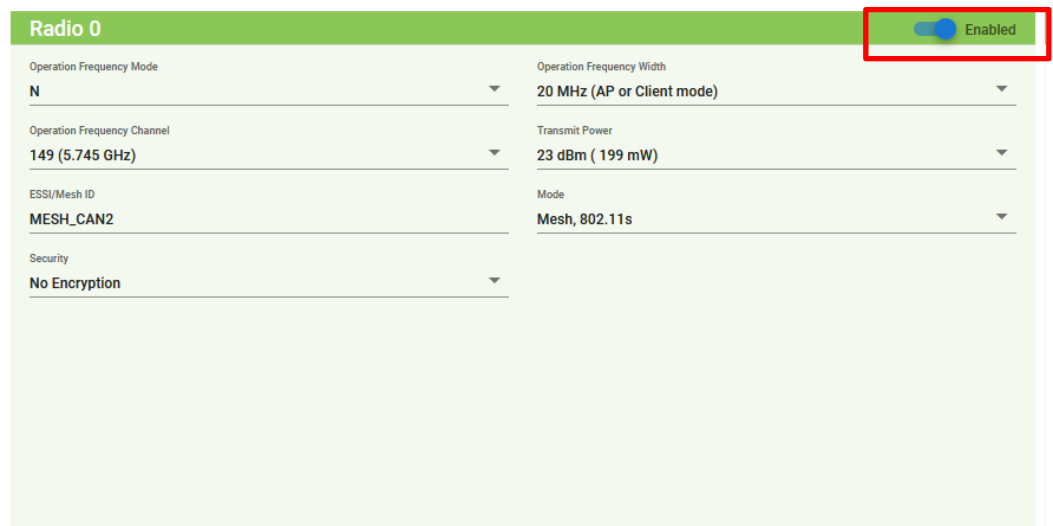 Radio 0
Enabled
Operation Frequency Mode
Operation Frequency Width
N
20 MHz (AP or Client mode)
Operation Frequency Channel
Transmit Power
149 (5.745 GHz)
23 dBm ( 199 mW)
ESSI/Mesh ID
Mode
MESH_CAN2
Mesh, 802.11s
Security
No Encryption